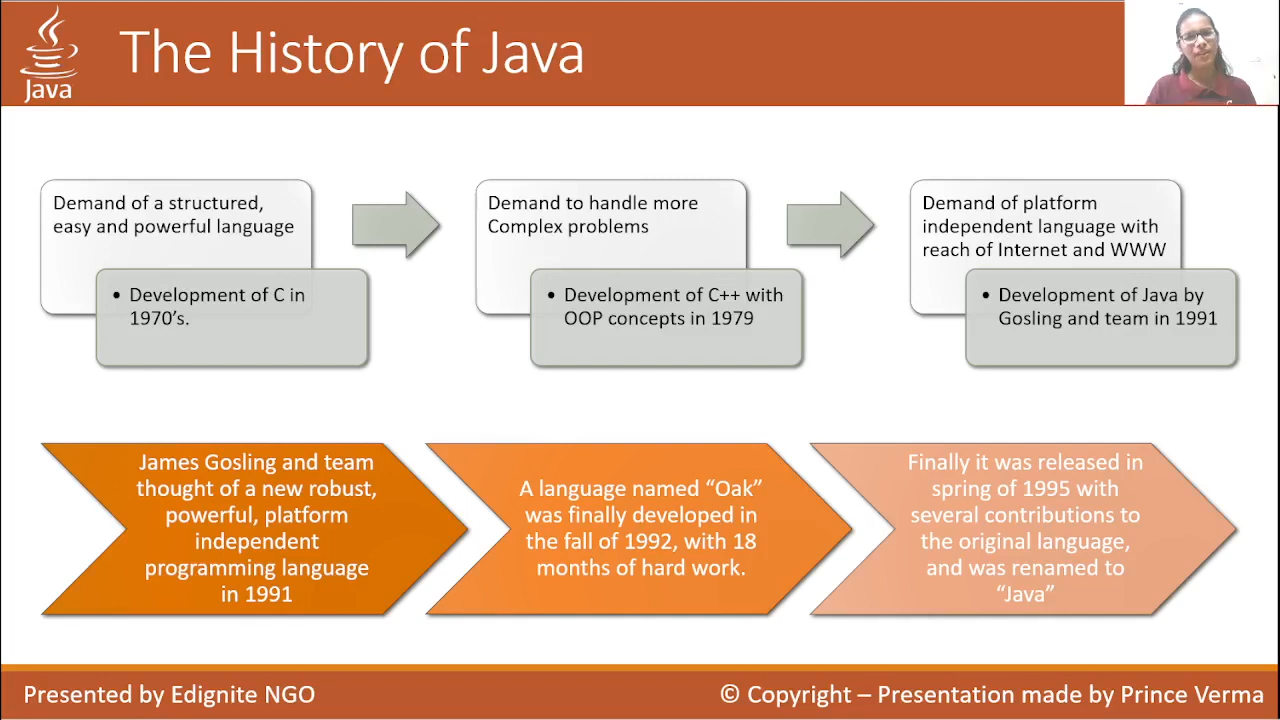 Java
The History of Java
Demand of a structured,
easy and powerful language
• Development of C in
1970's.
Demand to handle more
Complex problems
• Development of C++ with
OOP concepts in 1979
Demand of platform
independent language with
reach of Internet and WWW
• Development of Java by
Gosling and team in 1991
James Gosling and team
thought of a new robust,
powerful, platform
independent
programming language
in 1991
A language named “Oak”
was finally developed in
the fall of 1992, with 18
months of hard work.
Finally it was released in
spring of 1995 with
several contributions to
the original language,
and was renamed to
“Java”
Presented by Edignite NGO
© Copyright – Presentation made by Prince Verma